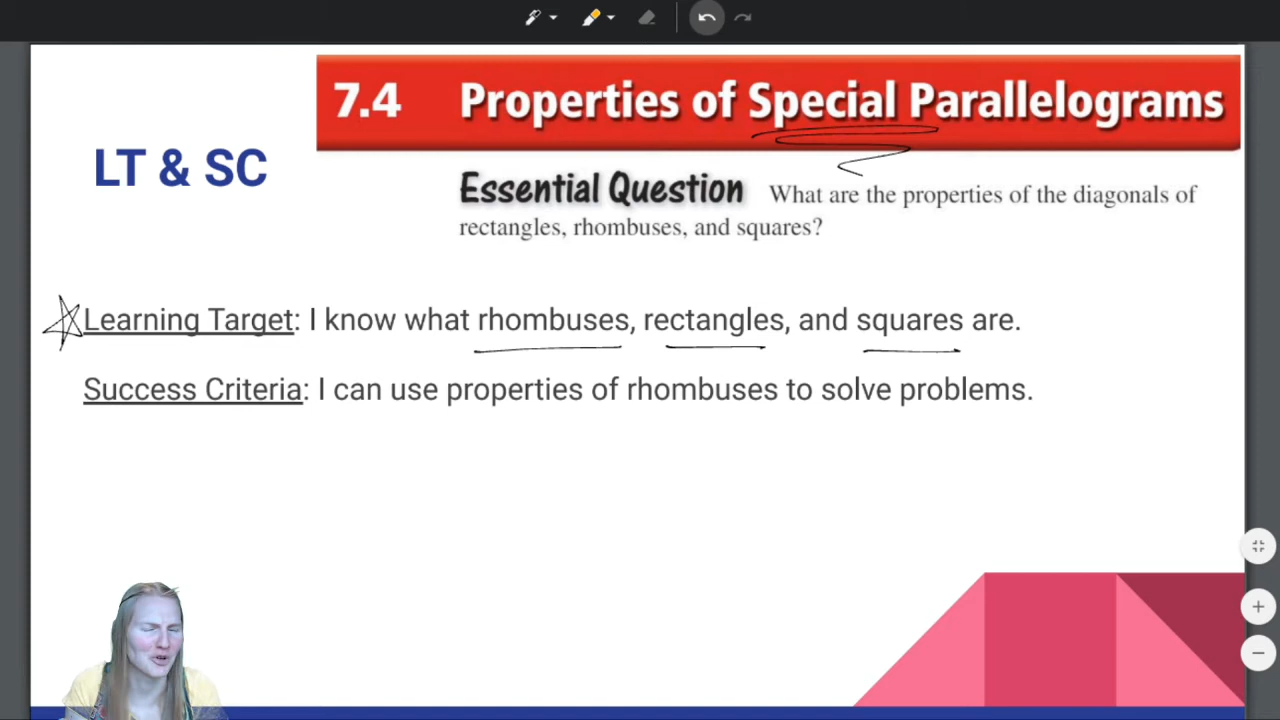 7.4 Properties of Special Parallelograms
LT & SC
Essential Question What are the properties of the diagonals of
rectangles, rhombuses, and squares?
Learning Target: I know what rhombuses, rectangles, and squares are.
Success Criteria: I can use properties of rhombuses to solve problems.